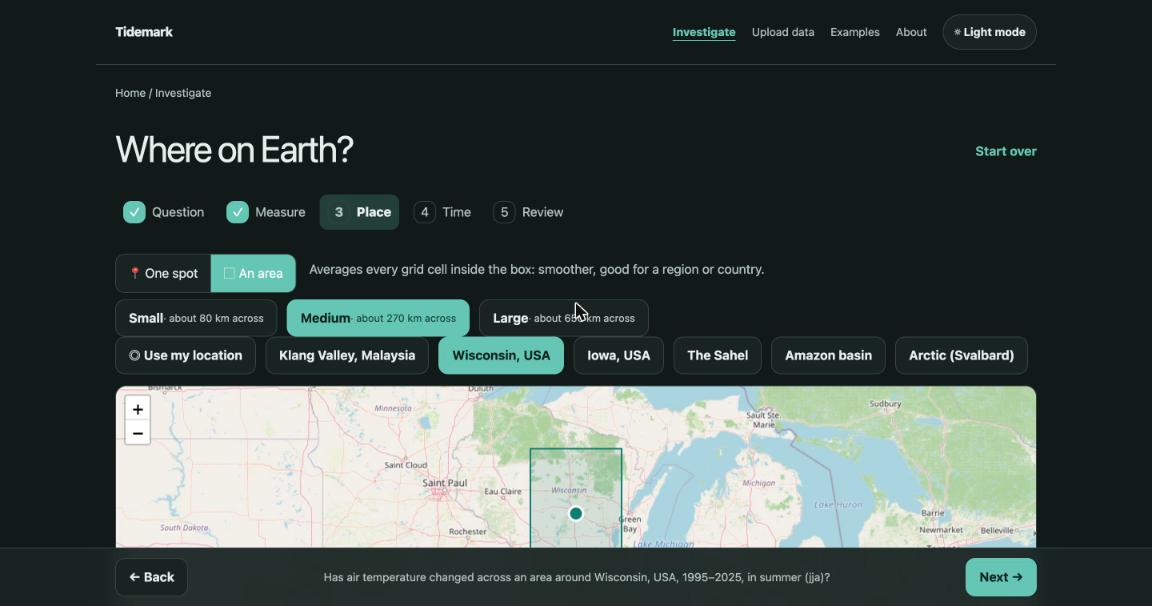 Tidemark
Investigate Upload data Examples About ☼ Light mode
Home / Investigate
Where on Earth?
Start over
✓ Question ✓ Measure 3 Place 4 Time 5 Review
📍 One spot ⬚ An area Averages every grid cell inside the box: smoother, good for a region or country.
Small · about 80 km across Medium · about 270 km across Large · about km across
◎ Use my location Klang Valley, Malaysia Wisconsin, USA Iowa, USA The Sahel Amazon basin Arctic (Svalbard)
Bismarck Duluth
+
Minnesota Sudbury
Sault Ste. Marie
−
Saint Cloud
Saint Paul Michigan
Eau Claire Wisconsin
Lake Huron
South Dakota Green Bay Barrie
Rochester Newmarket Belleville
Lake Michigan
← Back Has air temperature changed across an area around Wisconsin, USA, 1995–2025, in summer (jja)? Next →